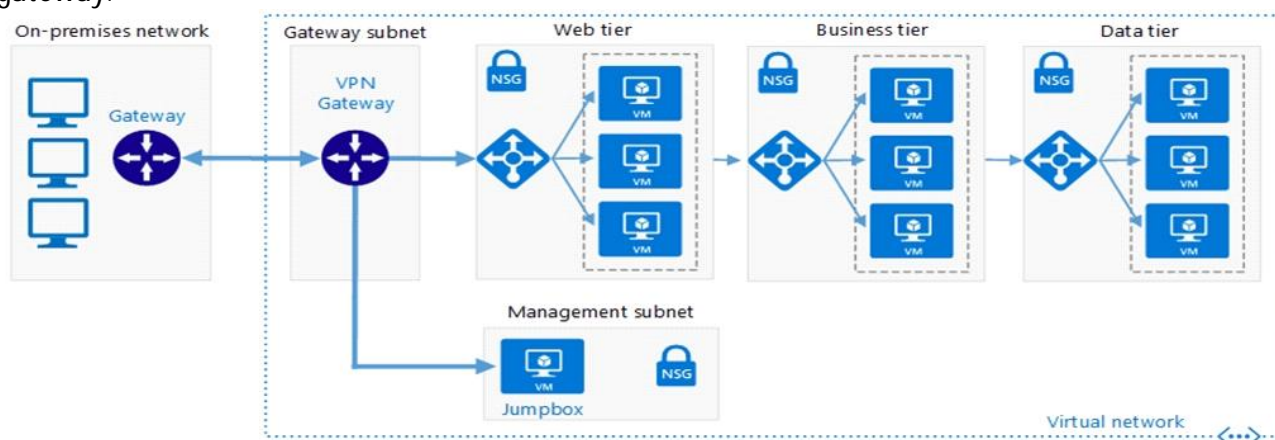 gateway.
On-premises network
Gateway subnet
Web tier
Business tier
Data tier
NSG
NSG
NSG
VPN
Gateway
Gateway
VM
VM
VM
VM
VM
VM
VM
VM
VM
Management subnet
VM
NSG
Jumpbox
Virtual network